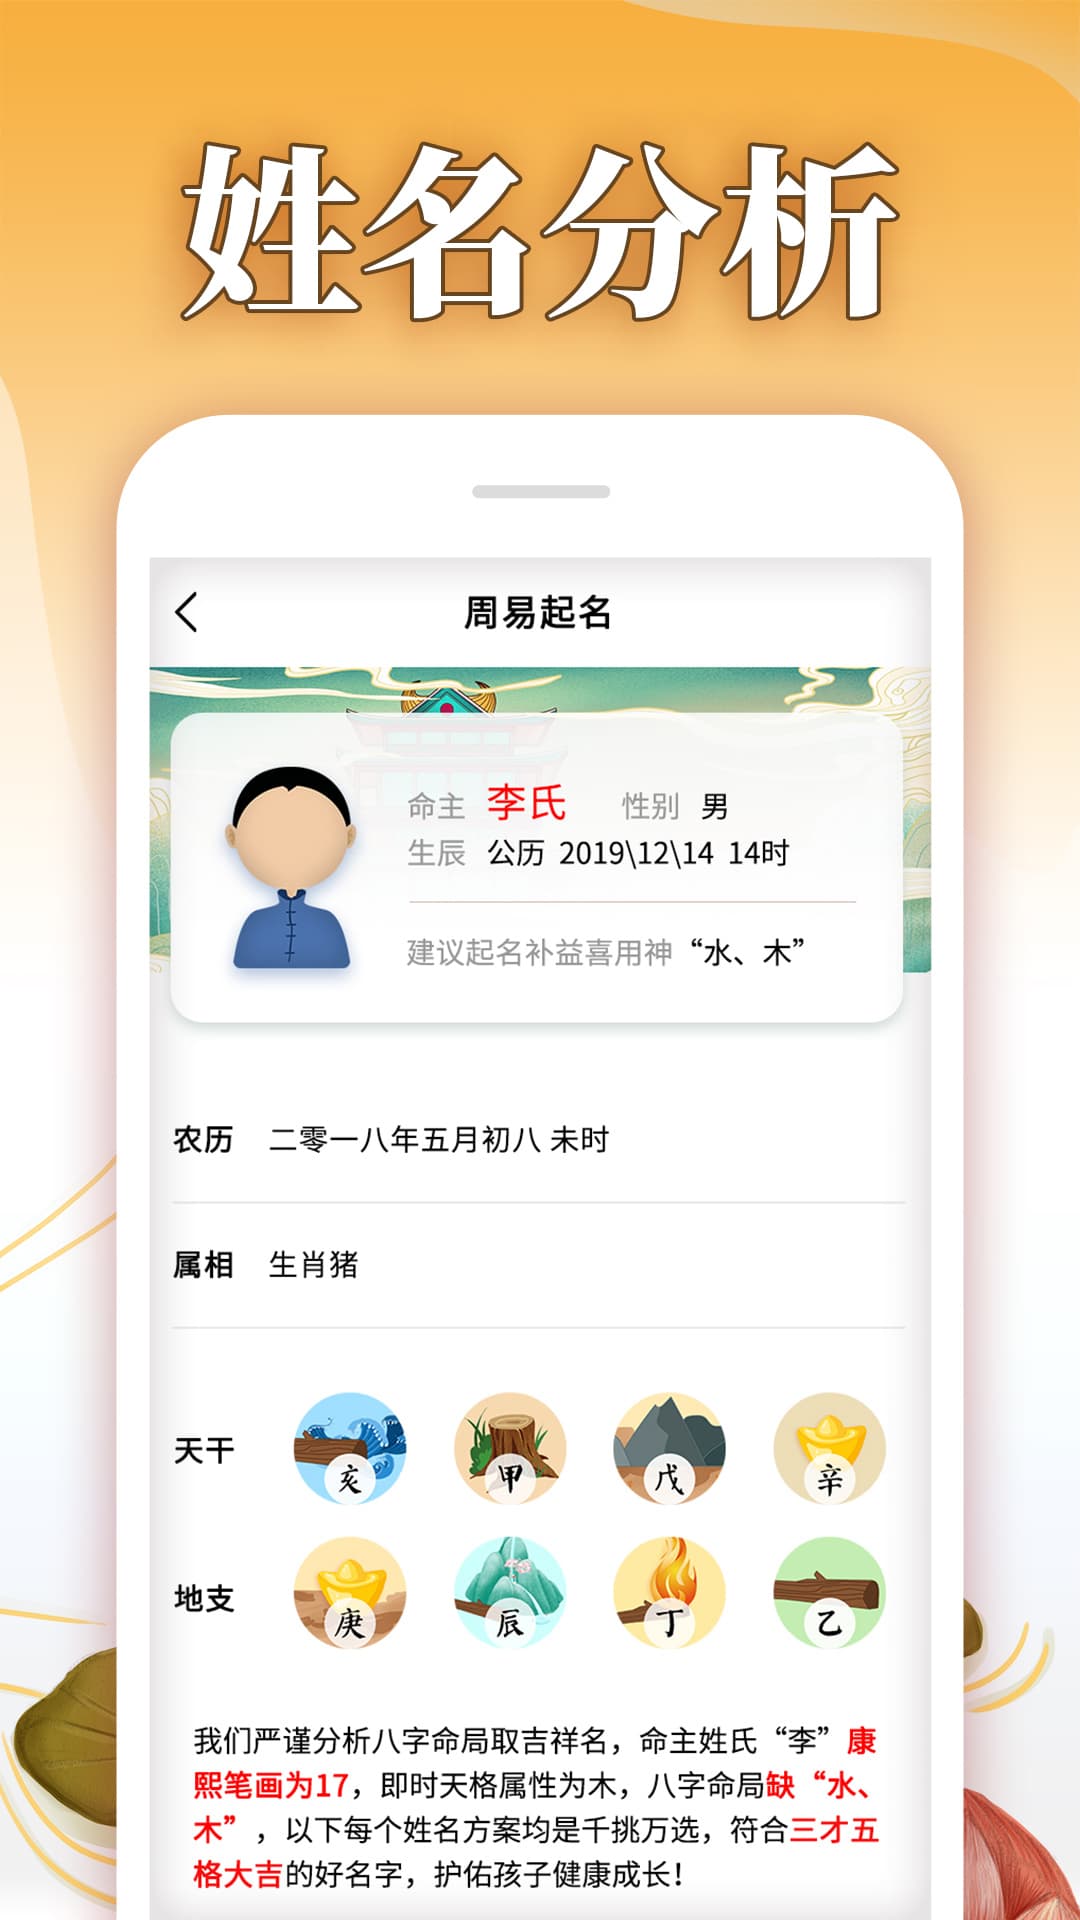 姓名分析
周易起名
命主 李氏 性别 男
生辰 公历 2019\12\14 14时
建议起名补益喜用神“水、木”
农历 二零一八年五月初八 未时
属相 生肖猪
天干 亥 甲 戊 辛
地支 庚 辰 丁 乙
我们严谨分析八字命局取吉祥名，命主姓氏“李”康
熙笔画为17，即时天格属性为木，八字命局缺“水、
木”，以下每个姓名方案均是千挑万选，符合三才五
格大吉的好名字，护佑孩子健康成长！